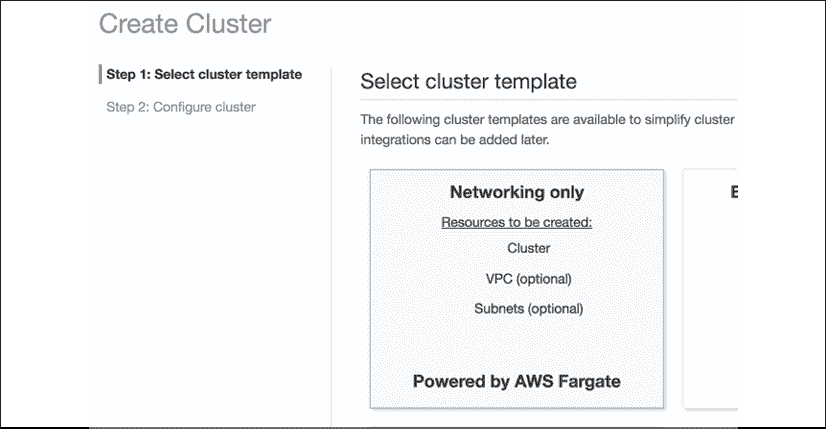 Create Cluster
Step 1: Select cluster template
Step 2: Configure cluster
Select cluster template
The following cluster templates are available to simplify cluster
integrations can be added later.
Networking only
Resources to be created:
Cluster
VPC (optional)
Subnets (optional)
Powered by AWS Fargate